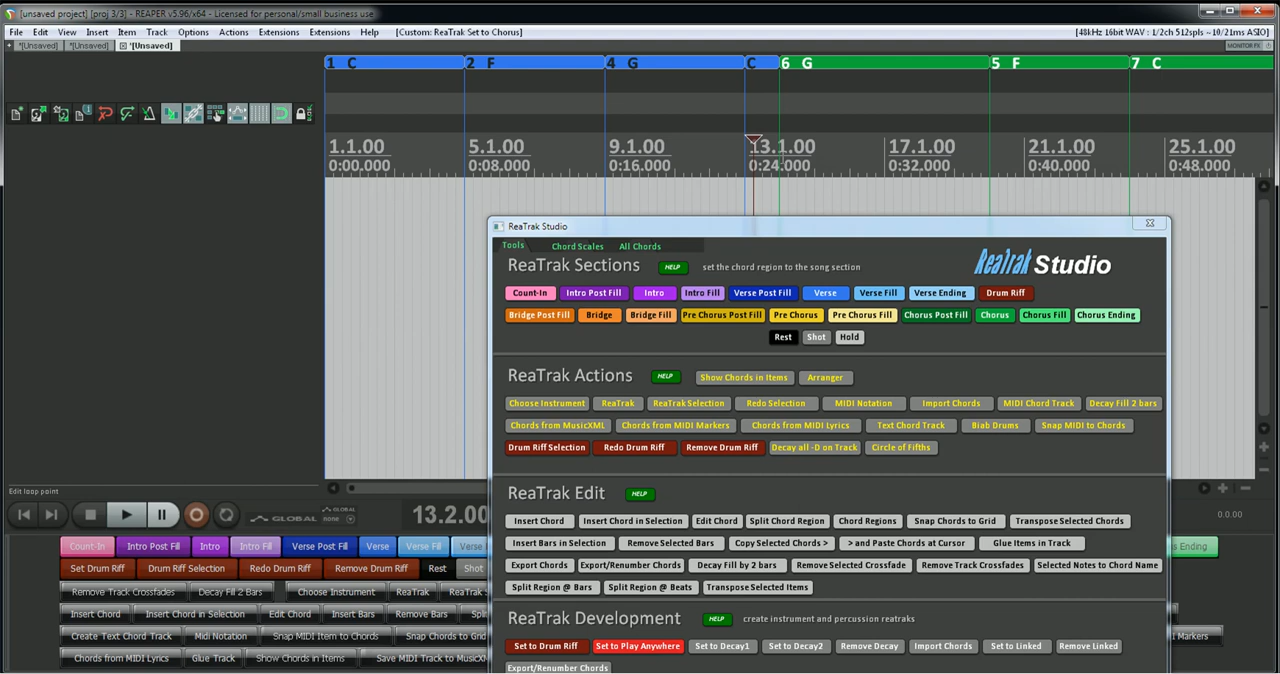 [unsaved project] [proj 3/3] - REAPER v5.96/x64 - Licensed for personal/small business use
File Edit View Insert Item Track Options Actions Extensions Extensions Help [Custom: ReaTrak Set to Chorus] [48kHz 16bit WAV : 1/2ch 512spls ~10/21ms ASIO]
*[Unsaved] *[Unsaved] *[Unsaved] MONITOR FX
1 C 2 F 4 G C 6 G 5 F 7 C
1.1.00 5.1.00 9.1.00 13.1.00 17.1.00 21.1.00 25.1.00
0:00.000 0:08.000 0:16.000 0:24.000 0:32.000 0:40.000 0:48.000
ReaTrak Studio
Tools Chord Scales All Chords
ReaTrak Sections HELP set the chord region to the song section ReaTrak Studio
Count-In Intro Post Fill Intro Intro Fill Verse Post Fill Verse Verse Fill Verse Ending Drum Riff
Bridge Post Fill Bridge Bridge Fill Pre Chorus Post Fill Pre Chorus Pre Chorus Fill Chorus Post Fill Chorus Chorus Fill Chorus Ending
Rest Shot Hold
ReaTrak Actions HELP Show Chords in Items Arranger
Choose Instrument ReaTrak ReaTrak Selection Redo Selection MIDI Notation Import Chords MIDI Chord Track Decay Fill 2 bars
Chords from MusicXML Chords from MIDI Markers Chords from MIDI Lyrics Text Chord Track Biab Drums Snap MIDI to Chords
Drum Riff Selection Redo Drum Riff Remove Drum Riff Decay all -D on Track Circle of Fifths
Edit loop point
ReaTrak Edit HELP
GLOBAL GLOBAL none 13.2.00 0:00.000
Insert Chord Insert Chord in Selection Edit Chord Split Chord Region Chord Regions Snap Chords to Grid Transpose Selected Chords
Insert Bars in Selection Remove Selected Bars Copy Selected Chords > > and Paste Chords at Cursor Glue Items in Track
Export Chords Export/Renumber Chords Decay Fill by 2 bars Remove Selected Crossfade Remove Track Crossfades Selected Notes to Chord Name
Split Region @ Bars Split Region @ Beats Transpose Selected Items
ReaTrak Development HELP create instrument and percussion reatraks
Set to Drum Riff Set to Play Anywhere Set to Decay1 Set to Decay2 Remove Decay Import Chords Set to Linked Remove Linked
Export/Renumber Chords
Count-In Intro Post Fill Intro Intro Fill Verse Post Fill Verse Verse Fill Verse Ending
Set Drum Riff Drum Riff Selection Redo Drum Riff Remove Drum Riff Rest Shot
Remove Track Crossfades Decay Fill 2 Bars Choose Instrument ReaTrak ReaTrak
Insert Chord Insert Chord in Selection Edit Chord Insert Bars Remove Bars
Create Text Chord Track Midi Notation Snap MIDI Item to Chords Snap Chords to Grid Markers
Chords from MIDI Lyrics Glue Track Show Chords in Items Save MIDI Track to MusicXML